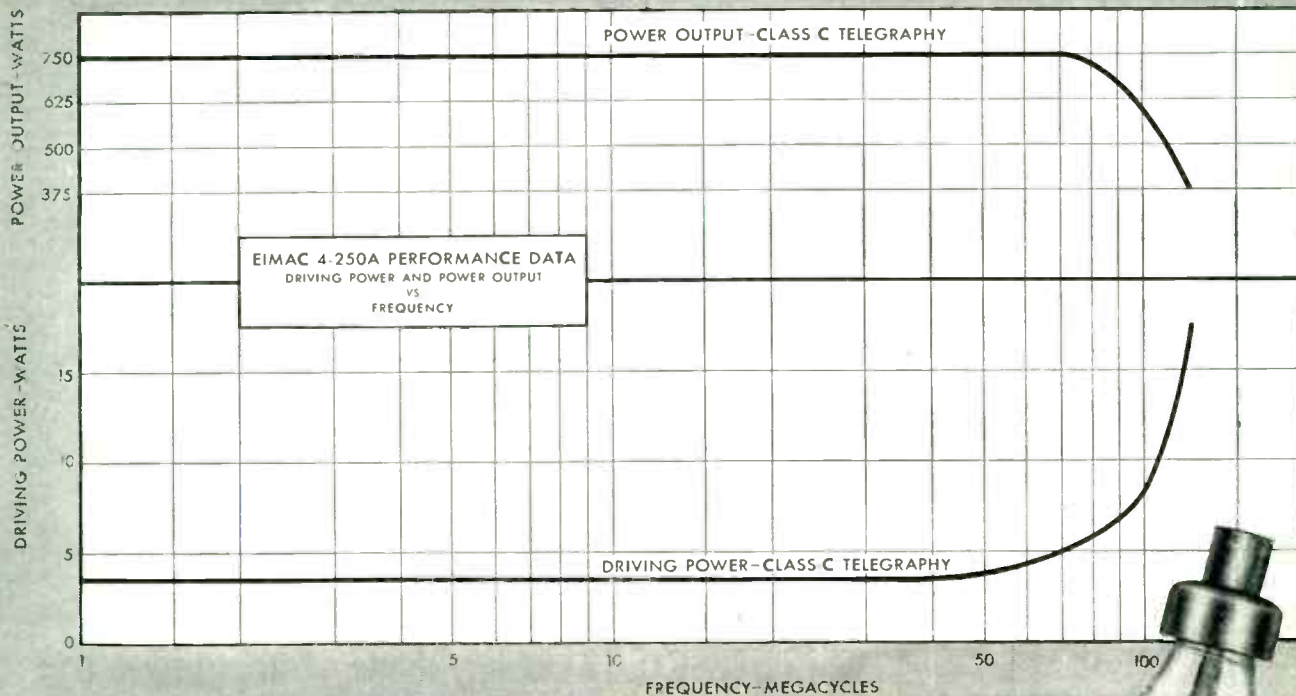 POWER OUTPUT-WATTS
750
625
500
375
POWER OUTPUT-CLASS C TELEGRAPHY
EIMAC 4-250A PERFORMANCE DATA
DRIVING POWER AND POWER OUTPUT
VS
FREQUENCY
DRIVING POWER-WATTS
15
10
5
0
DRIVING POWER-CLASS C TELEGRAPHY
1
5
10
50
100
FREQUENCY-MEGACYCLES